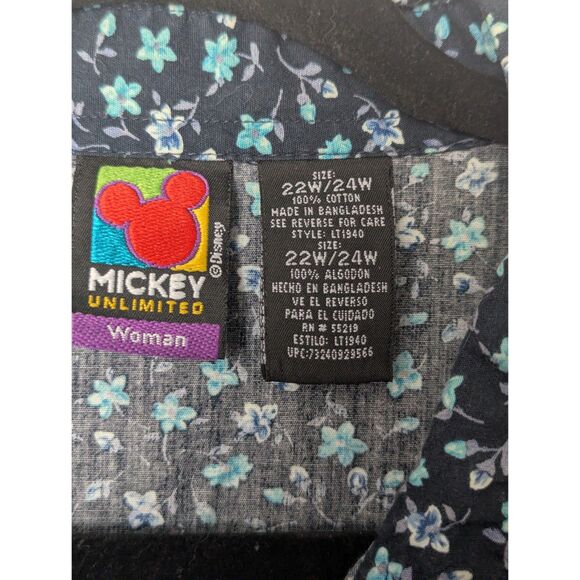 ©Disney
MICKEY
UNLIMITED
Woman
SIZE:
22W/24W
100% COTTON
MADE IN BANGLADESH
SEE REVERSE FOR CARE
STYLE: LT1940
SIZE:
22W/24W
100% ALGODON
HECHO EN BANGLADESH
VE EL REVERSO
PARA EL CUIDADO
RN # 55219
ESTILO: LT1940
UPC:73240929566